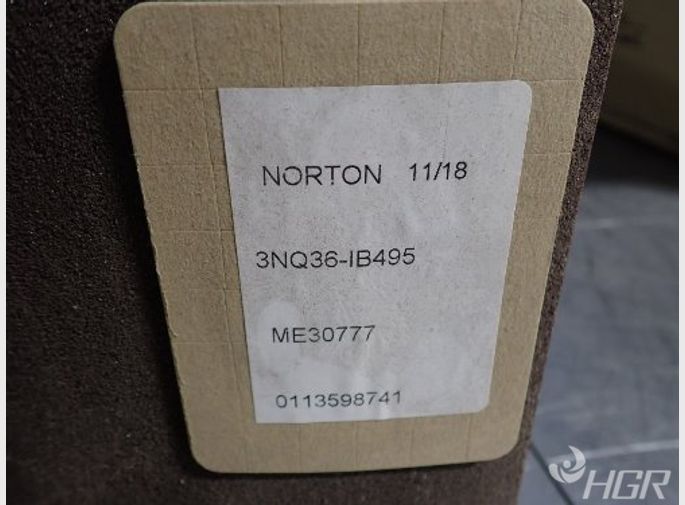 NORTON 11/18
3NQ36-IB495
ME30777
0113598741
HGR